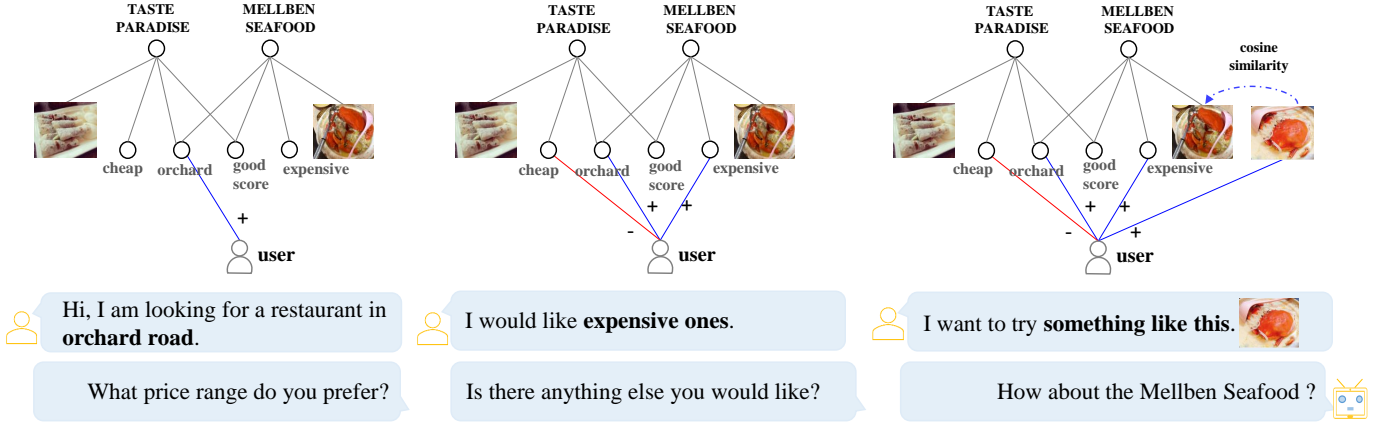 TASTE
PARADISE
MELLBEN
SEAFOOD
cheap
orchard
good
score
expensive
+
user
Hi, I am looking for a restaurant in
orchard road.
What price range do you prefer?
TASTE
PARADISE
MELLBEN
SEAFOOD
cheap
orchard
good
score
expensive
+
+
-
user
I would like expensive ones.
Is there anything else you would like?
TASTE
PARADISE
MELLBEN
SEAFOOD
cosine
similarity
cheap
orchard
good
score
expensive
+
+
-
+
user
I want to try something like this.
How about the Mellben Seafood ?